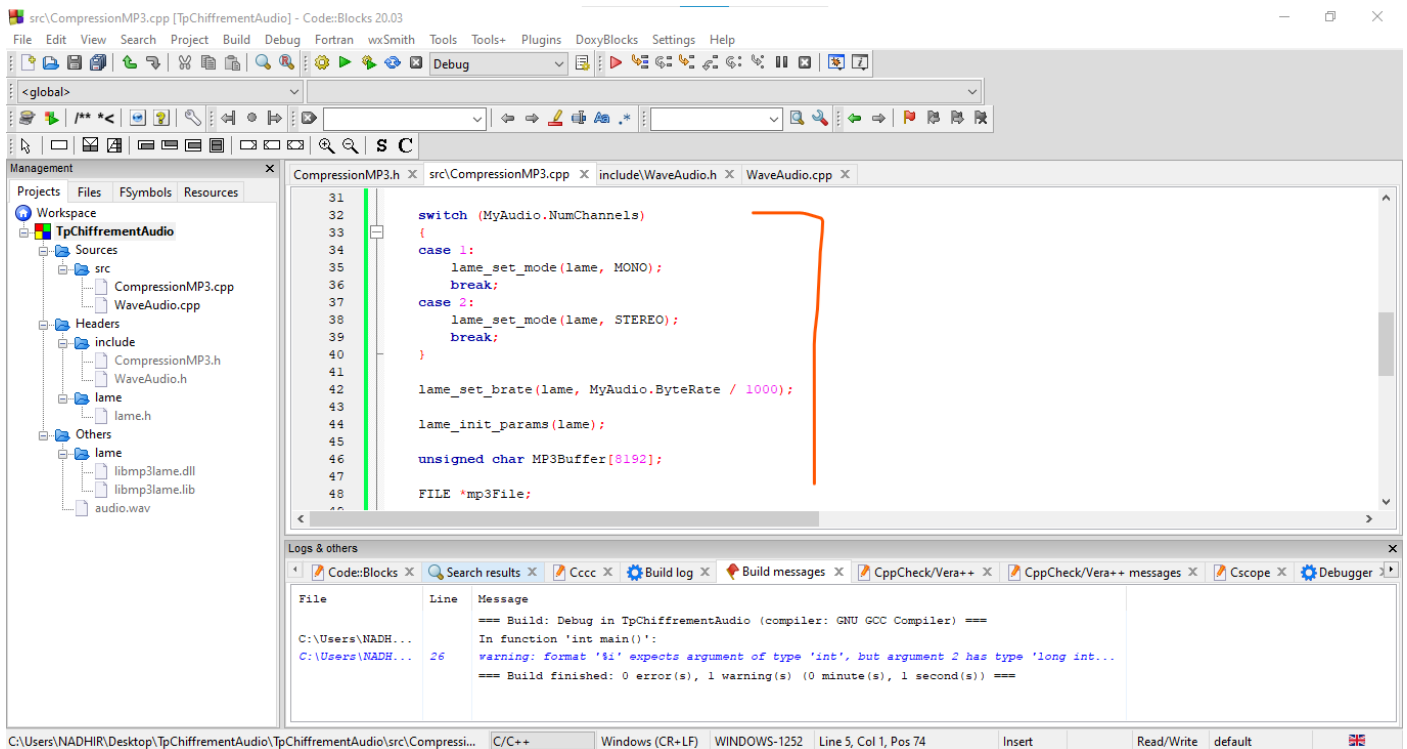 src\CompressionMP3.cpp [TpChiffrementAudio] - Code::Blocks 20.03
File Edit View Search Project Build Debug Fortran wxSmith Tools Tools+ Plugins DoxyBlocks Settings Help
Debug
<global>
/** *<
Aa .*
S C
Management
Projects Files FSymbols Resources
Workspace
TpChiffrementAudio
Sources
src
CompressionMP3.cpp
WaveAudio.cpp
Headers
include
CompressionMP3.h
WaveAudio.h
lame
lame.h
Others
lame
libmp3lame.dll
libmp3lame.lib
audio.wav
CompressionMP3.h X src\CompressionMP3.cpp X include\WaveAudio.h X WaveAudio.cpp X
31
32 switch (MyAudio.NumChannels)
33 {
34 case 1:
35 lame_set_mode(lame, MONO);
36 break;
37 case 2:
38 lame_set_mode(lame, STEREO);
39 break;
40 }
41
42 lame_set_brate(lame, MyAudio.ByteRate / 1000);
43
44 lame_init_params(lame);
45
46 unsigned char MP3Buffer[8192];
47
48 FILE *mp3File;
Logs & others
Code::Blocks X Search results X Cccc X Build log X Build messages X CppCheck/Vera++ X CppCheck/Vera++ messages X Cscope X Debugger
File Line Message
=== Build: Debug in TpChiffrementAudio (compiler: GNU GCC Compiler) ===
C:\Users\NADH... In function 'int main()':
C:\Users\NADH... 26 warning: format '%i' expects argument of type 'int', but argument 2 has type 'long int...
=== Build finished: 0 error(s), 1 warning(s) (0 minute(s), 1 second(s)) ===
C:\Users\NADHIR\Desktop\TpChiffrementAudio\TpChiffrementAudio\src\Compressi... C/C++ Windows (CR+LF) WINDOWS-1252 Line 5, Col 1, Pos 74 Insert Read/Write default